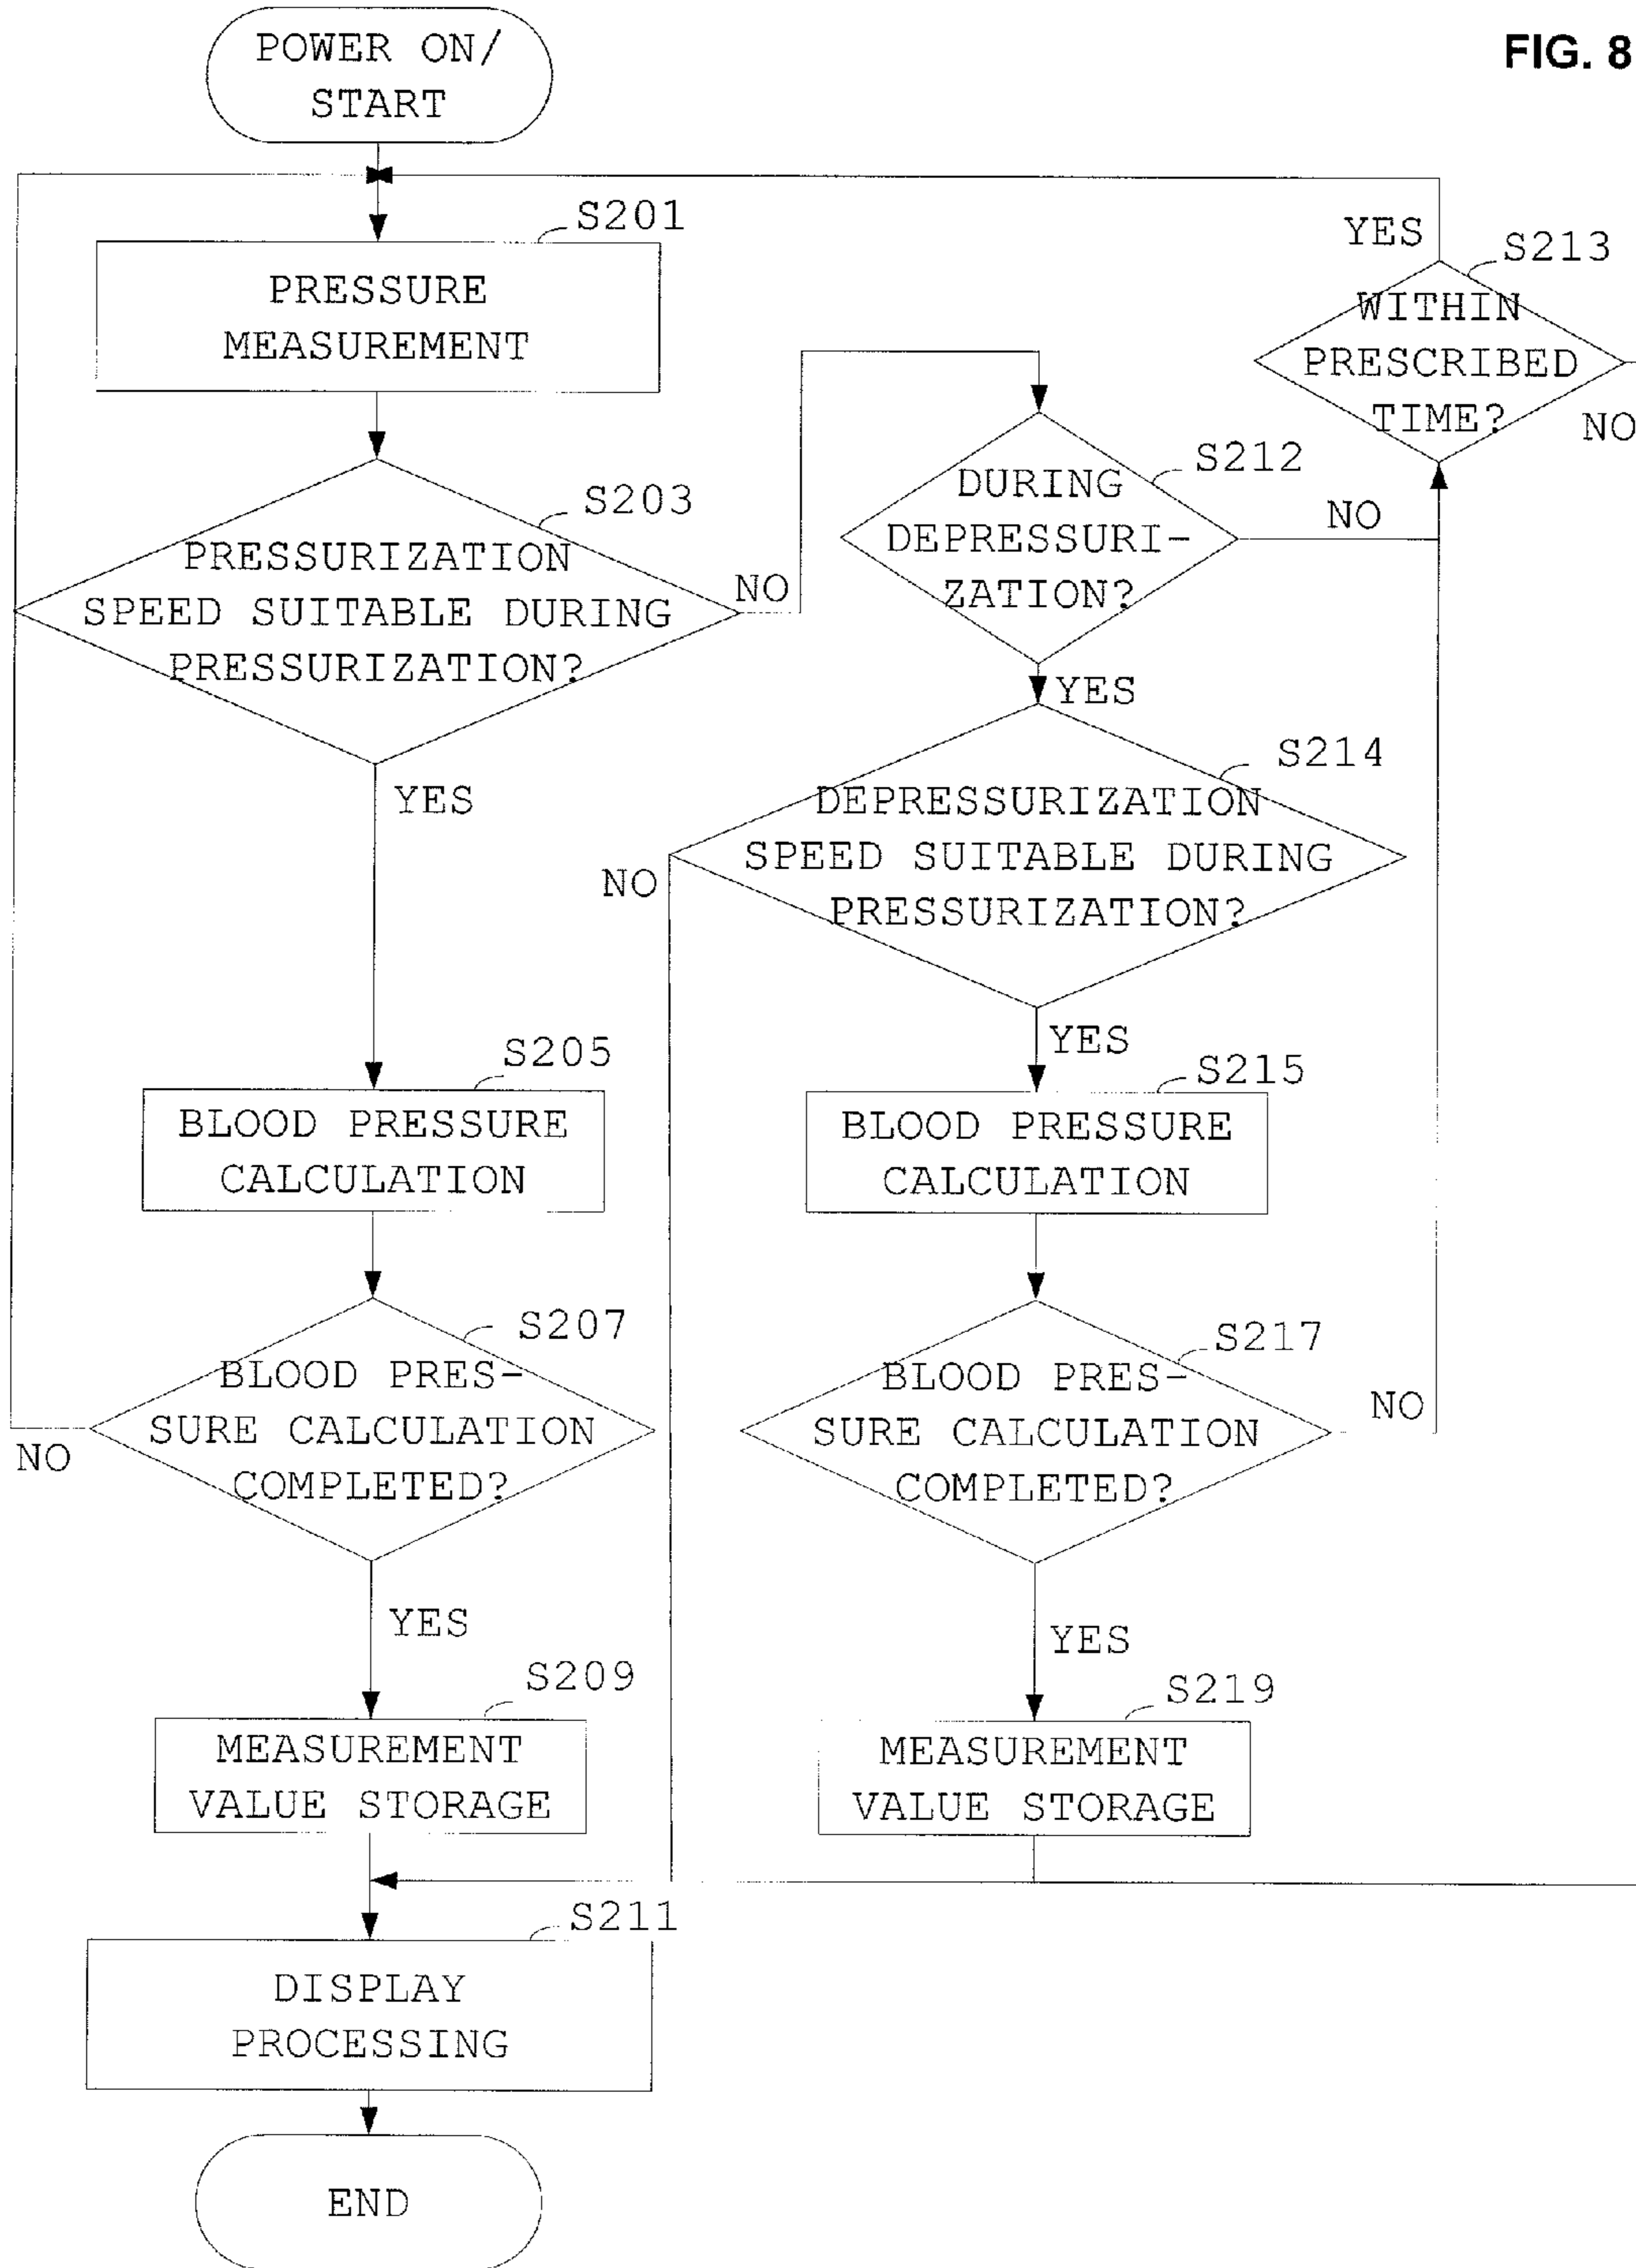 FIG. 8
POWER ON/
START
S201
PRESSURE
MEASUREMENT
S203
PRESSURIZATION
SPEED SUITABLE DURING
PRESSURIZATION?
NO
YES
S205
BLOOD PRESSURE
CALCULATION
S207
BLOOD PRES-
SURE CALCULATION
COMPLETED?
NO
YES
S209
MEASUREMENT
VALUE STORAGE
S211
DISPLAY
PROCESSING
END
S212
DURING
DEPRESSURI-
ZATION?
NO
YES
S213
WITHIN
PRESCRIBED
TIME?
YES
NO
S214
DEPRESSURIZATION
SPEED SUITABLE DURING
PRESSURIZATION?
NO
YES
S215
BLOOD PRESSURE
CALCULATION
S217
BLOOD PRES-
SURE CALCULATION
COMPLETED?
NO
YES
S219
MEASUREMENT
VALUE STORAGE